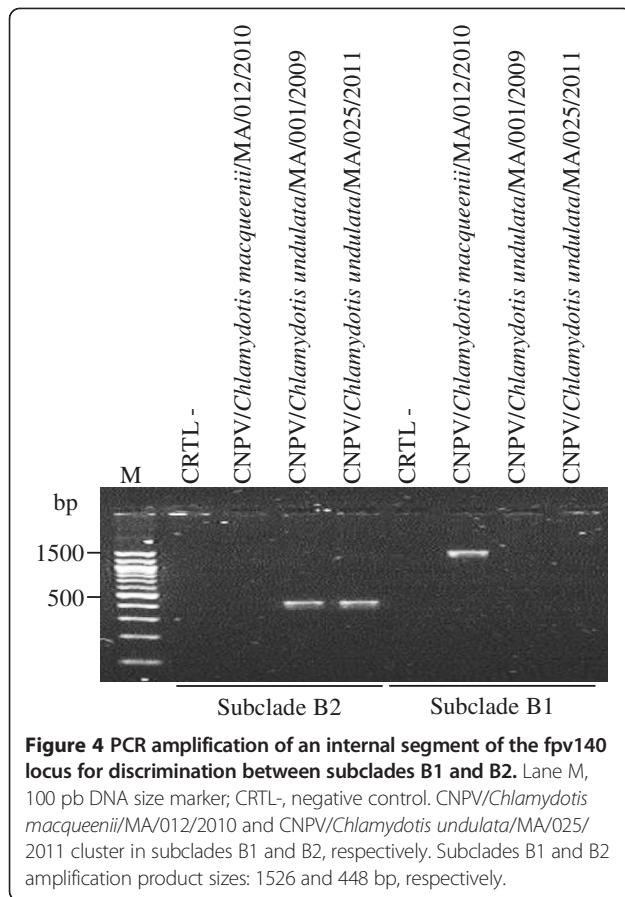 CRTL -
CNPV/Chlamydotis macqueenii/MA/012/2010
CNPV/Chlamydotis undulata/MA/001/2009
CNPV/Chlamydotis undulata/MA/025/2011
CRTL -
CNPV/Chlamydotis macqueenii/MA/012/2010
CNPV/Chlamydotis undulata/MA/001/2009
CNPV/Chlamydotis undulata/MA/025/2011
M
bp
1500
500
Subclade B2
Subclade B1
Figure 4 PCR amplification of an internal segment of the fpv140
locus for discrimination between subclades B1 and B2. Lane M,
100 pb DNA size marker; CRTL-, negative control. CNPV/Chlamydotis
macqueenii/MA/012/2010 and CNPV/Chlamydotis undulata/MA/025/
2011 cluster in subclades B1 and B2, respectively. Subclades B1 and B2
amplification product sizes: 1526 and 448 bp, respectively.